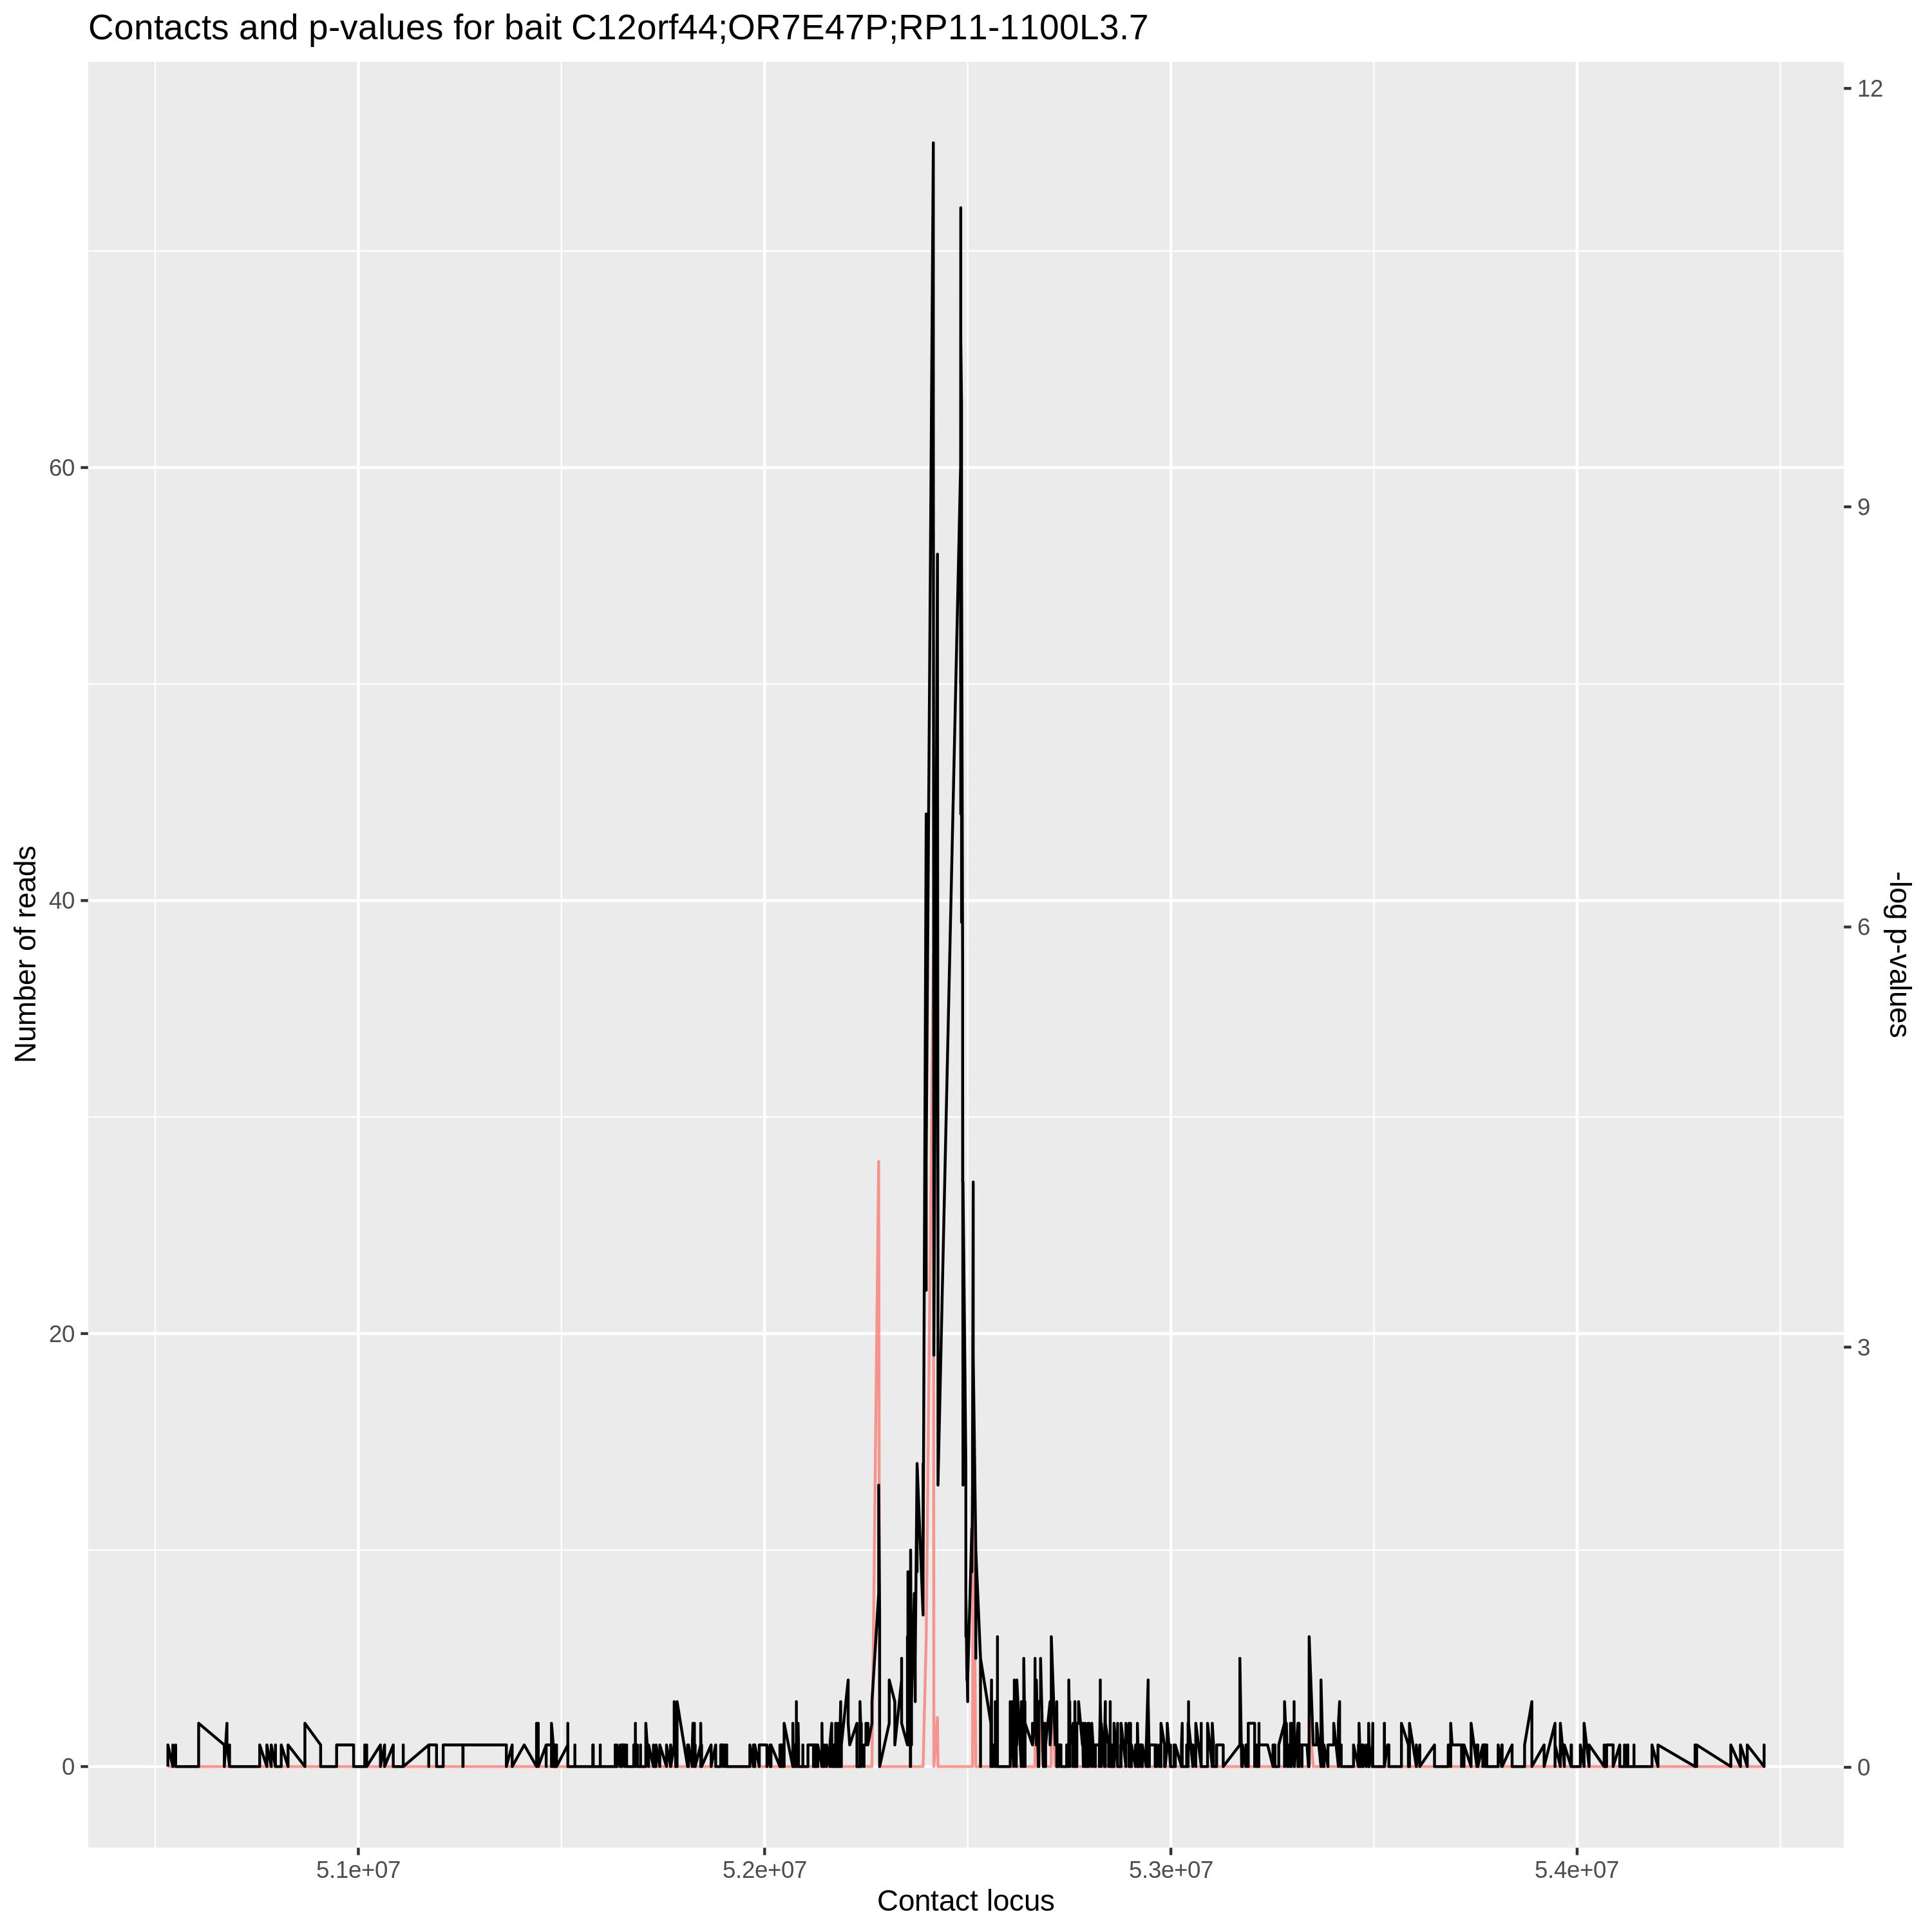 Contacts and p-values for bait C12orf44;OR7E47P;RP11-1100L3.7
12
60
9
40
6
Number of reads
-log p-values
20
3
0
0
5.1e+07
5.2e+07
5.3e+07
5.4e+07
Contact locus